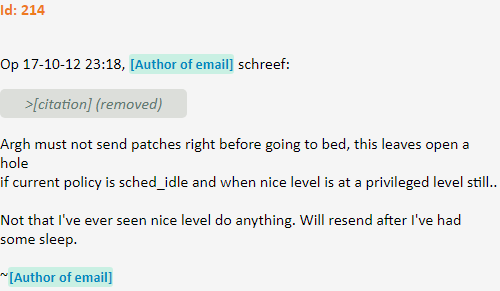 Id: 214
Op 17-10-12 23:18, [Author of email] schreef:
>[citation] (removed)
Argh must not send patches right before going to bed, this leaves open a
hole
if current policy is sched_idle and when nice level is at a privileged level still..
Not that I've ever seen nice level do anything. Will resend after I've had
some sleep.
~[Author of email]